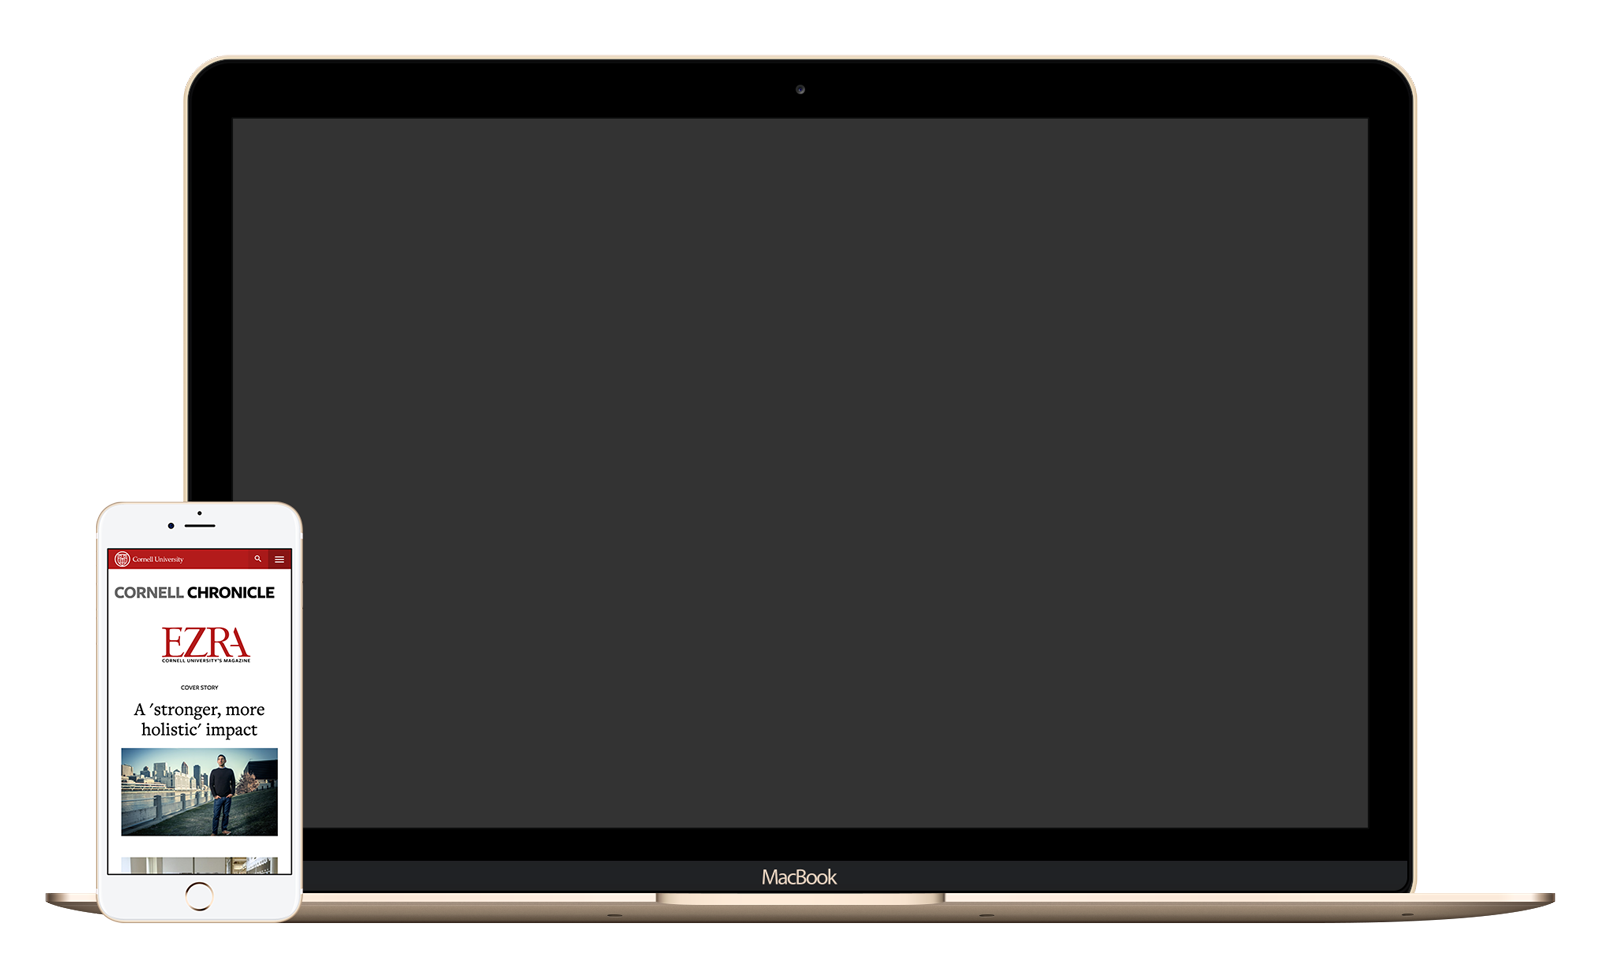 Cornell University
CORNELL CHRONICLE
EZRA
CORNELL UNIVERSITY'S MAGAZINE
COVER STORY
A 'stronger, more
holistic' impact
MacBook